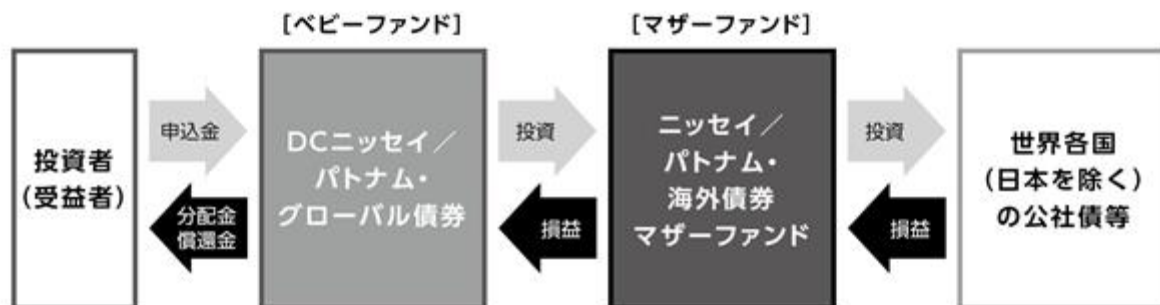 [ベビーファンド]
[マザーファンド]
投資者
(受益者)
申込金
分配金
償還金
DCニッセイ／
パトナム・
グローバル債券
投資
損益
ニッセイ／
パトナム・
海外債券
マザーファンド
投資
損益
世界各国
(日本を除く)
の公社債等